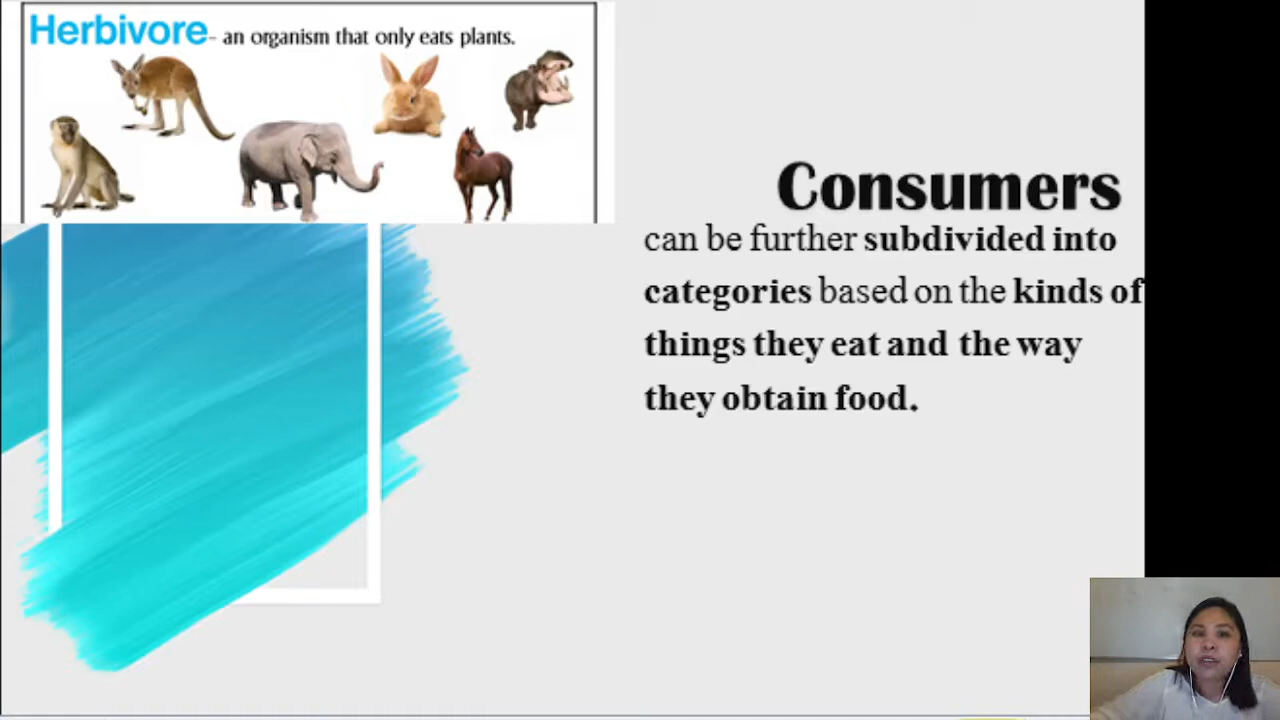 Herbivore- an organism that only eats plants.
Consumers
can be further subdivided into
categories based on the kinds of
things they eat and the way
they obtain food.